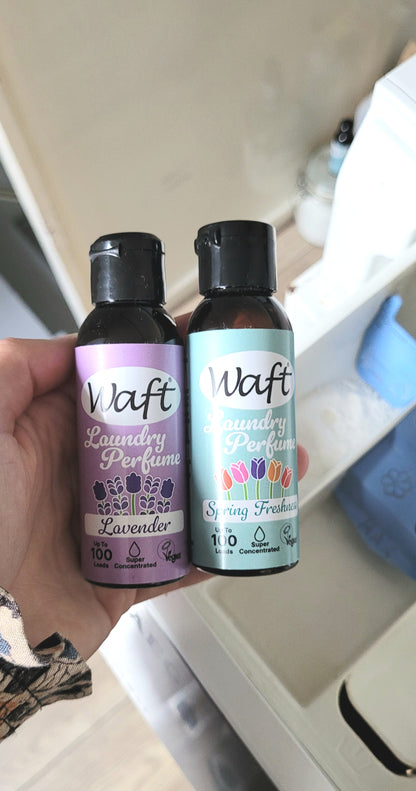 Waft®
Laundry
Perfume
Lavender
Up To
100
Loads
Super
Concentrated
Vegan
Waft
Laundry
Perfume
Spring Freshness
Up To
100
Loads
Super
Concentrated
Vegan